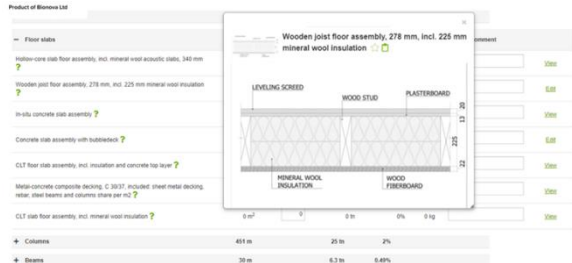 Product of Bionova Ltd
− Floor slabs
Hollow-core slab floor assembly, incl. mineral wool acoustic slabs, 340 mm
?
View
Wooden joist floor assembly, 278 mm, incl. 225 mm mineral wool insulation
?
Edit
In-situ concrete slab assembly ?
View
Concrete slab assembly with bubbledeck ?
Edit
CLT floor slab assembly, incl. insulation and concrete top layer ?
View
Metal-concrete composite decking, C 30/37, included: sheet metal decking,
rebar, steel beams and columns share per m2 ?
View
CLT slab floor assembly, incl. mineral wool insulation ?
0 m²
0
0 tn
0%
0 kg
View
+ Columns
451 m
25 tn
2%
+ Beams
38 m
6.3 tn
0.49%
×
Wooden joist floor assembly, 278 mm, incl. 225 mm
mineral wool insulation
LEVELING SCREED
WOOD STUD
PLASTERBOARD
20
13
225
22
MINERAL WOOL
INSULATION
WOOD
FIBERBOARD